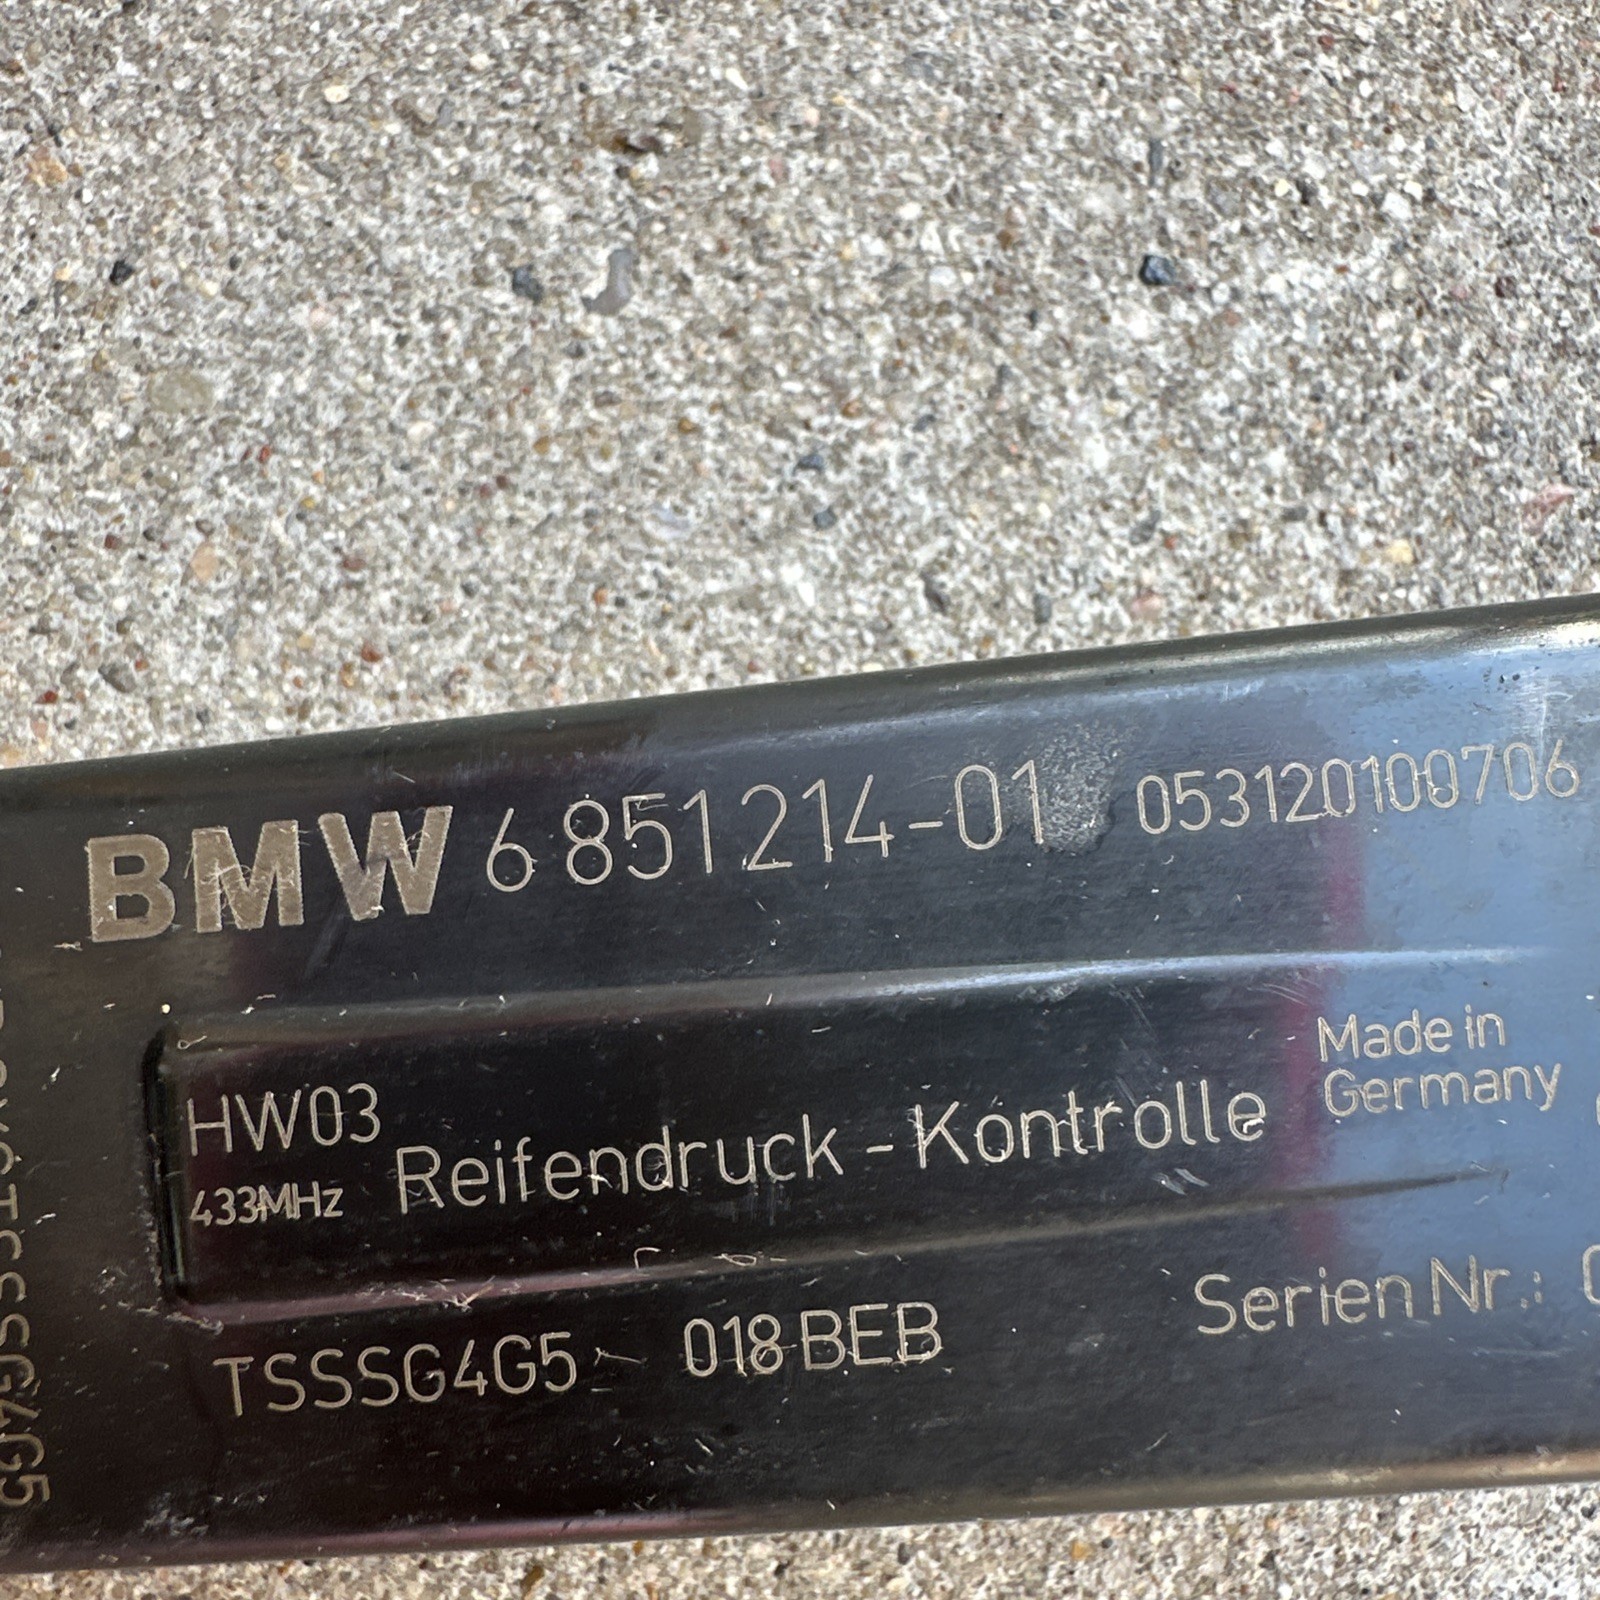 BMW 6 851 214-01 053120100706
HW03
433MHz
Reifendruck - Kontrolle
Made in
Germany
TSSSG4G5 018 BEB
Serien Nr.: